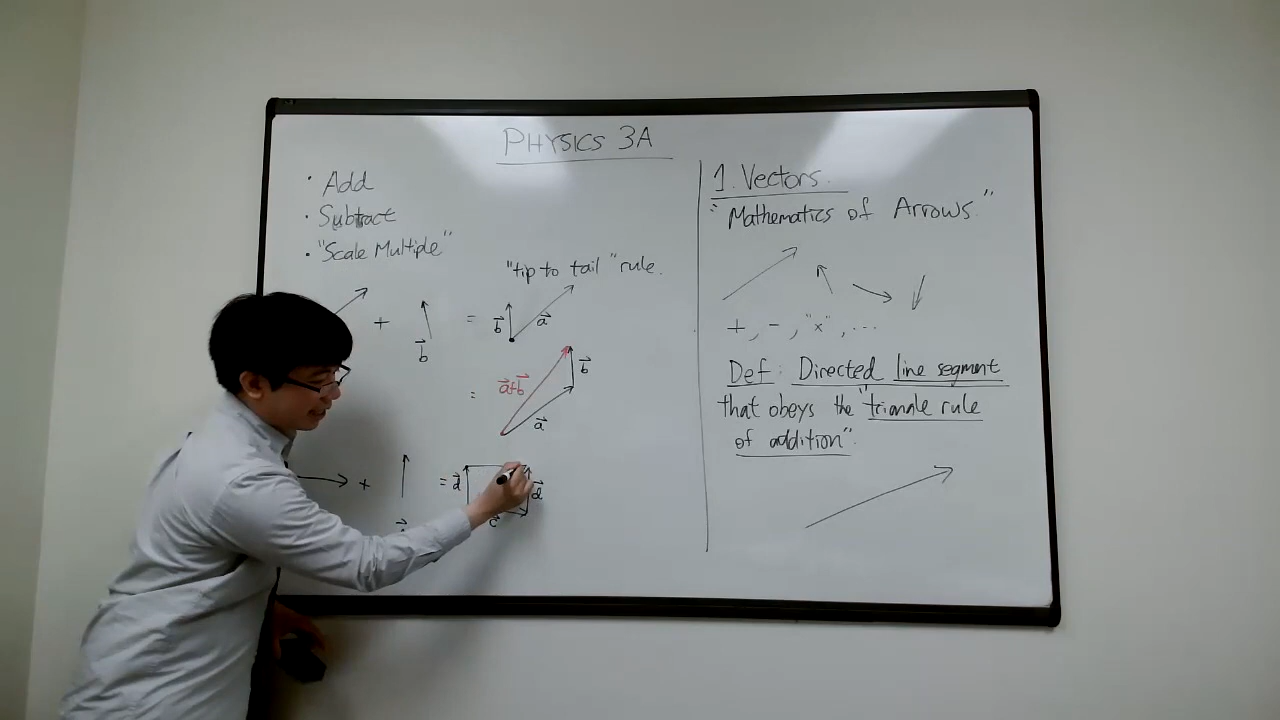 PHYSICS 3A
· Add
· Subtract
· "Scale Multiple"
"tip to tail" rule.
+ b⃗ = b⃗ a⃗
= a⃗+b⃗ b⃗ a⃗
+ = d⃗ c⃗ d⃗
1. Vectors.
"Mathematics of Arrows."
+, -, "x", ...
Def: Directed line segment
that obeys the "triangle rule
of addition".